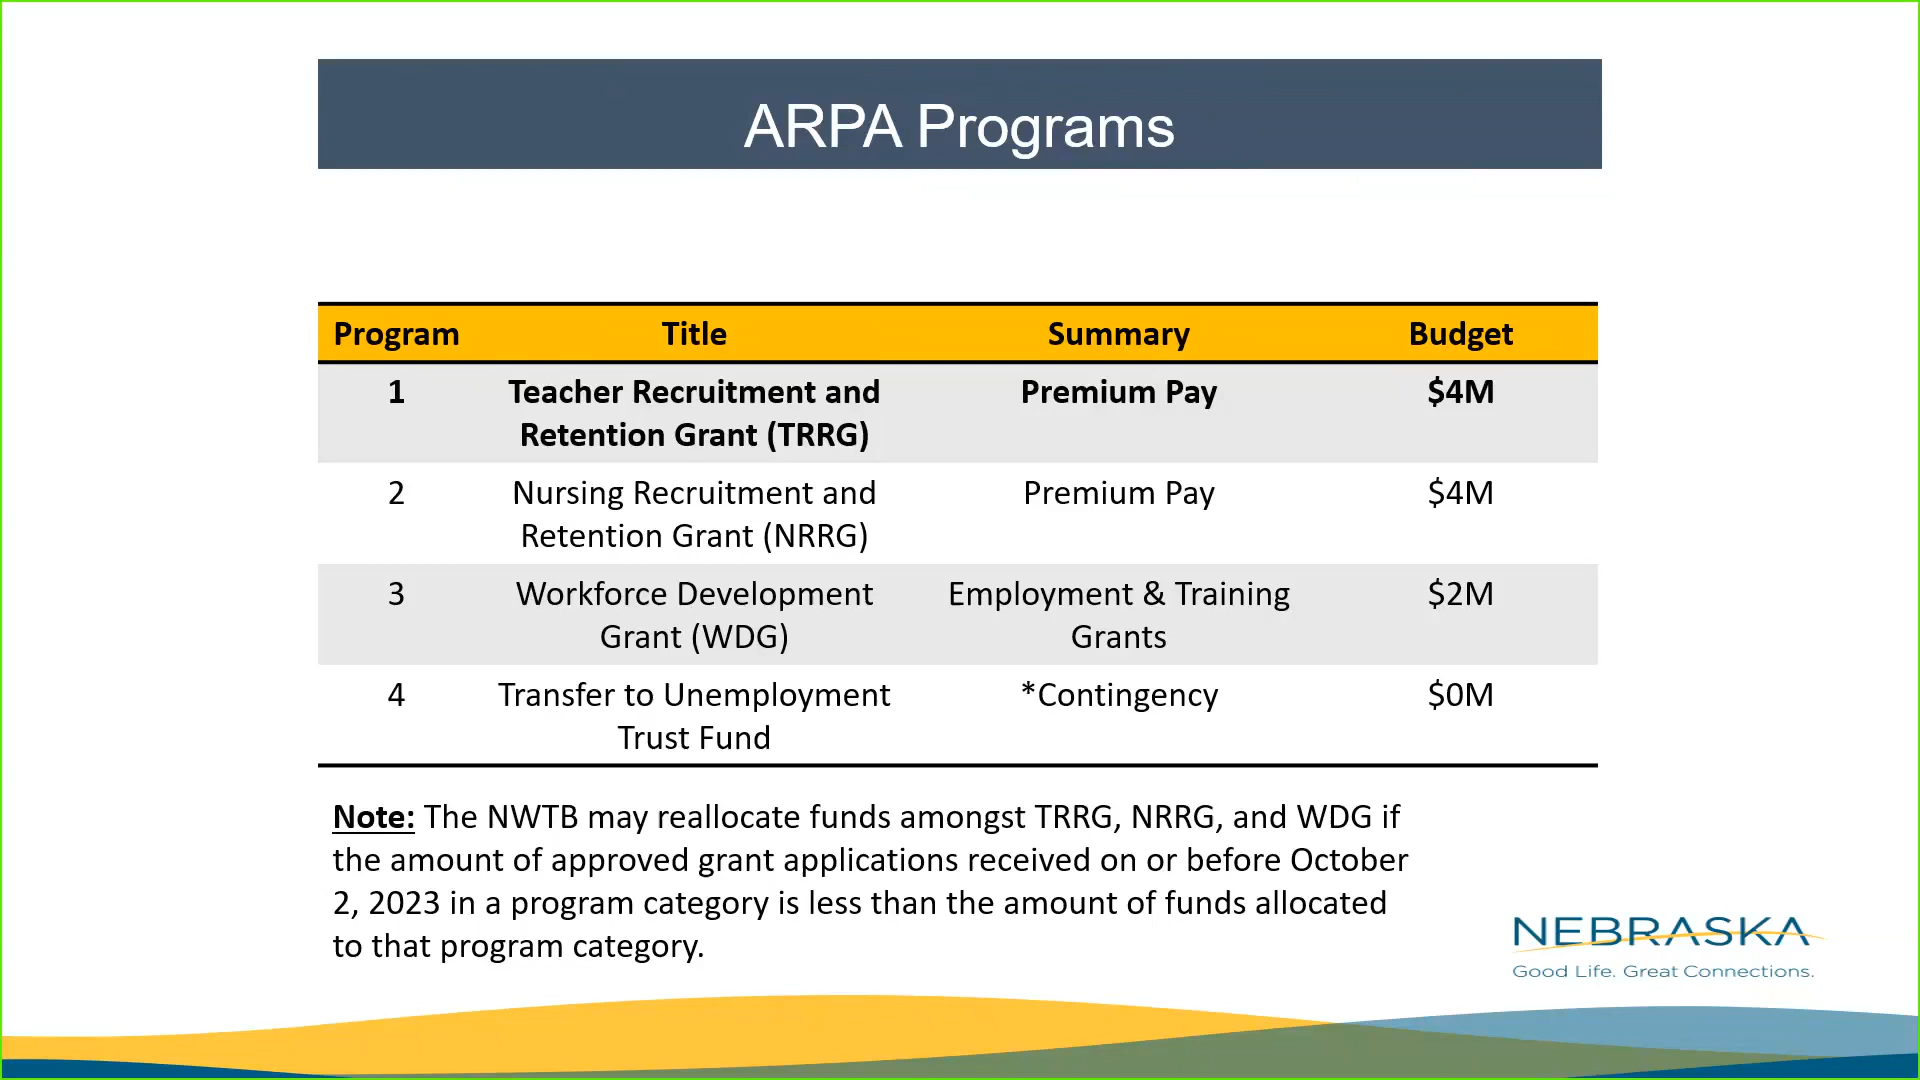 ARPA Programs
Program Title Summary Budget
1 Teacher Recruitment and Premium Pay $4M
Retention Grant (TRRG)
2 Nursing Recruitment and Premium Pay $4M
Retention Grant (NRRG)
3 Workforce Development Employment & Training $2M
Grant (WDG) Grants
4 Transfer to Unemployment *Contingency $0M
Trust Fund
Note: The NWTB may reallocate funds amongst TRRG, NRRG, and WDG if
the amount of approved grant applications received on or before October
2, 2023 in a program category is less than the amount of funds allocated
to that program category.
NEBRASKA
Good Life. Great Connections.